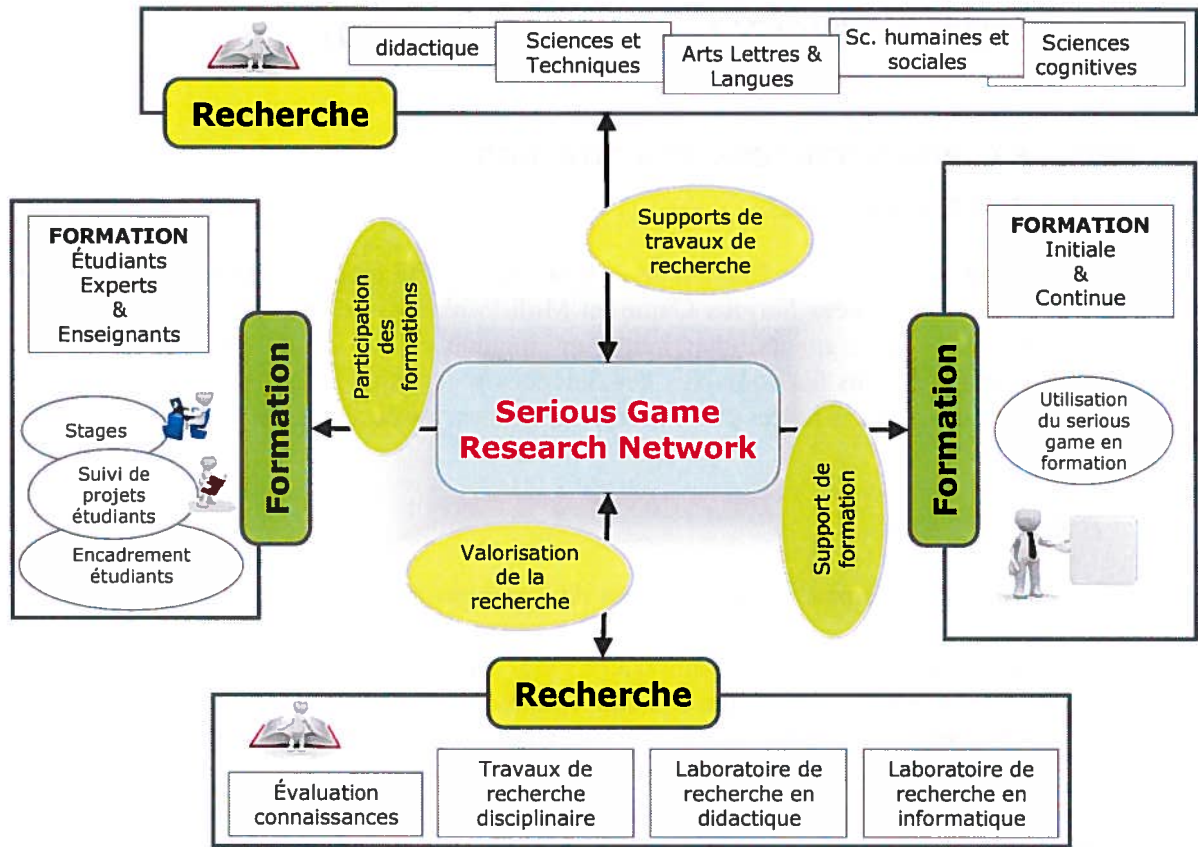 didactique
Sciences et
Techniques
Arts Lettres &
Langues
Sc. humaines et
sociales
Sciences
cognitives
Recherche
Supports de
travaux de
recherche
FORMATION
Étudiants
Experts
&
Enseignants
Formation
Stages
Suivi de
projets
étudiants
Encadrement
étudiants
Participation
des
formations
Serious Game
Research Network
Support de
formation
Formation
FORMATION
Initiale
&
Continue
Utilisation
du serious
game en
formation
Valorisation
de la
recherche
Recherche
Évaluation
connaissances
Travaux de
recherche
disciplinaire
Laboratoire de
recherche en
didactique
Laboratoire de
recherche en
informatique